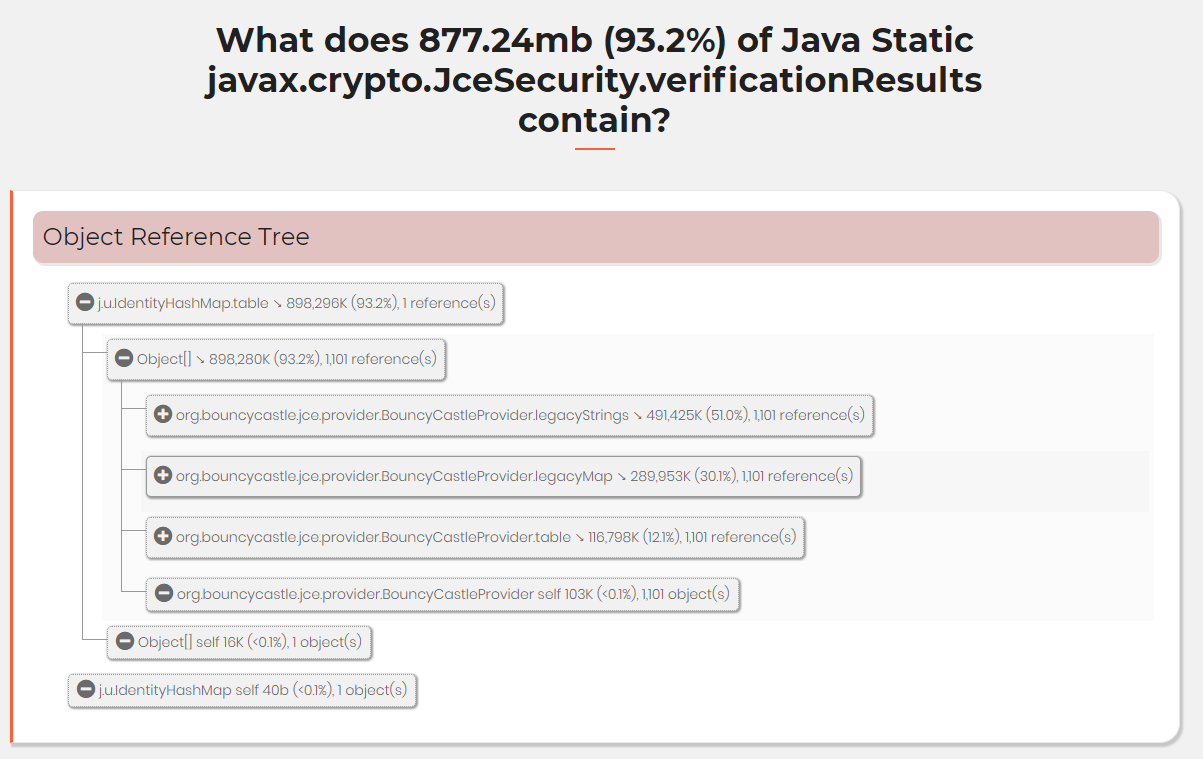 What does 877.24mb (93.2%) of Java Static
javax.crypto.JceSecurity.verificationResults
contain?
Object Reference Tree
j.u.IdentityHashMap.table ↘ 898,296K (93.2%), 1 reference(s)
Object[] ↘ 898,280K (93.2%), 1,101 reference(s)
org.bouncycastle.jce.provider.BouncyCastleProvider.legacyStrings ↘ 491,425K (51.0%), 1,101 reference(s)
org.bouncycastle.jce.provider.BouncyCastleProvider.legacyMap ↘ 289,953K (30.1%), 1,101 reference(s)
org.bouncycastle.jce.provider.BouncyCastleProvider.table ↘ 116,798K (12.1%), 1,101 reference(s)
org.bouncycastle.jce.provider.BouncyCastleProvider self 103K (<0.1%), 1,101 object(s)
Object[] self 16K (<0.1%), 1 object(s)
j.u.IdentityHashMap self 40b (<0.1%), 1 object(s)